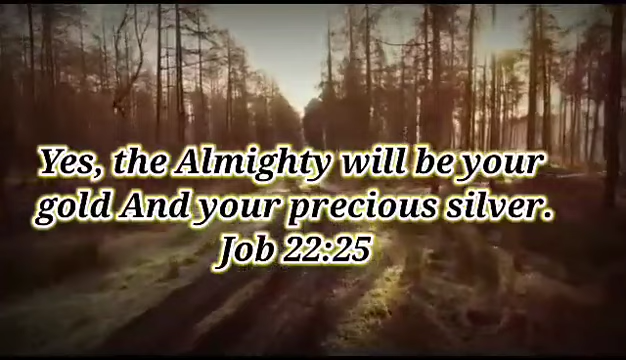 Yes, the Almighty will be your
gold And your precious silver.
Job 22:25